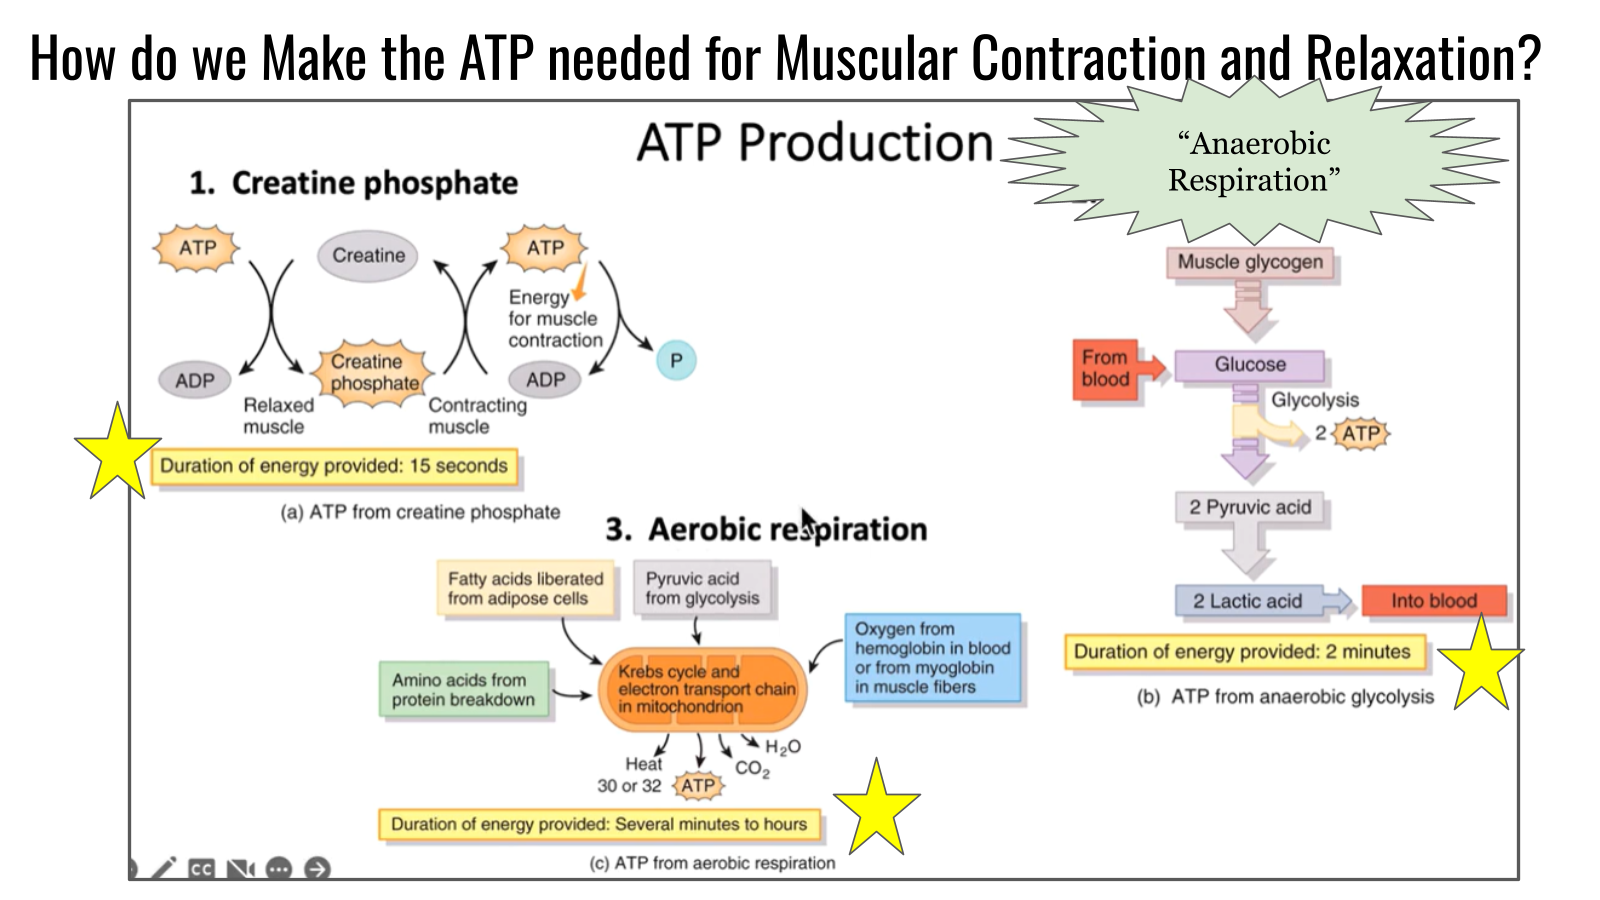 How do we Make the ATP needed for Muscular Contraction and Relaxation?
ATP Production
“Anaerobic
Respiration”
1. Creatine phosphate
ATP
Creatine
ATP
Energy
for muscle
contraction
P
ADP
Creatine
phosphate
ADP
Relaxed
muscle
Contracting
muscle
Duration of energy provided: 15 seconds
(a) ATP from creatine phosphate
Muscle glycogen
From
blood
Glucose
Glycolysis
2 ATP
2 Pyruvic acid
2 Lactic acid
Into blood
Duration of energy provided: 2 minutes
(b) ATP from anaerobic glycolysis
3. Aerobic respiration
Fatty acids liberated
from adipose cells
Pyruvic acid
from glycolysis
Oxygen from
hemoglobin in blood
or from myoglobin
in muscle fibers
Amino acids from
protein breakdown
Krebs cycle and
electron transport chain
in mitochondrion
Heat
30 or 32 ATP
CO₂
H₂O
Duration of energy provided: Several minutes to hours
(c) ATP from aerobic respiration
CC